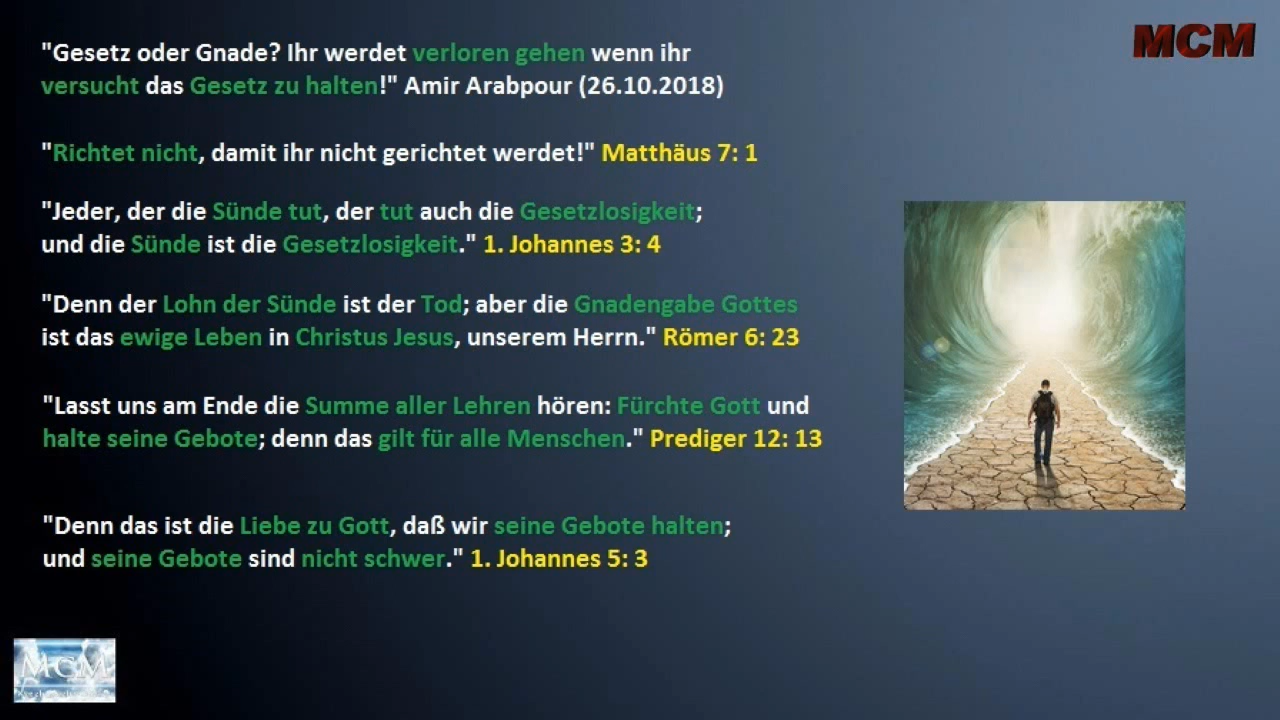 "Gesetz oder Gnade? Ihr werdet verloren gehen wenn ihr
versucht das Gesetz zu halten!" Amir Arabpour (26.10.2018)
MCM
"Richtet nicht, damit ihr nicht gerichtet werdet!" Matthäus 7: 1
"Jeder, der die Sünde tut, der tut auch die Gesetzlosigkeit;
und die Sünde ist die Gesetzlosigkeit." 1. Johannes 3: 4
"Denn der Lohn der Sünde ist der Tod; aber die Gnadengabe Gottes
ist das ewige Leben in Christus Jesus, unserem Herrn." Römer 6: 23
"Lasst uns am Ende die Summe aller Lehren hören: Fürchte Gott und
halte seine Gebote; denn das gilt für alle Menschen." Prediger 12: 13
"Denn das ist die Liebe zu Gott, daß wir seine Gebote halten;
und seine Gebote sind nicht schwer." 1. Johannes 5: 3
MCM